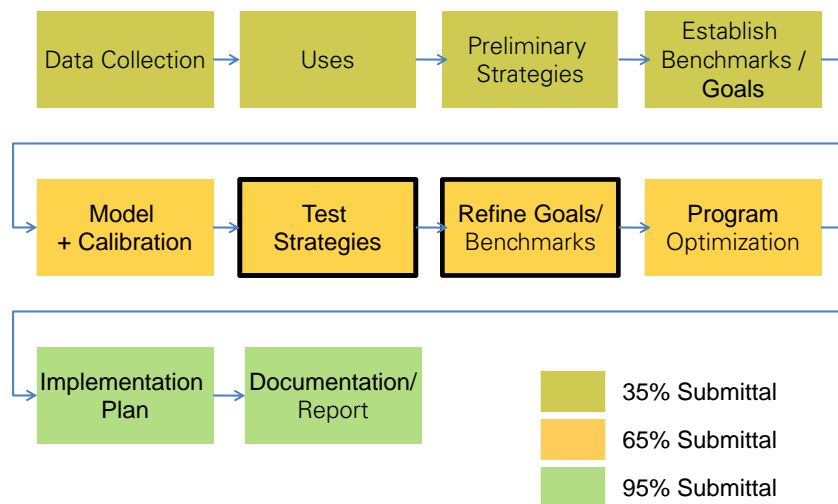 Data Collection
Uses
Preliminary
Strategies
Establish
Benchmarks /
Goals
Model
+ Calibration
Test
Strategies
Refine Goals/
Benchmarks
Program
Optimization
Implementation
Plan
Documentation/
Report
35% Submittal
65% Submittal
95% Submittal